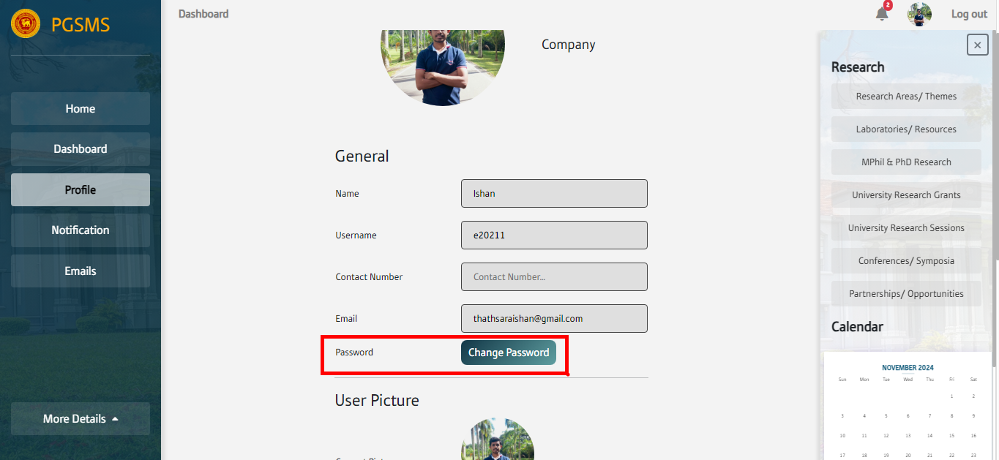 PGSMS
Home
Dashboard
Profile
Notification
Emails
More Details
Dashboard
2
Log out
Company
General
Name
Ishan
Username
e20211
Contact Number
Contact Number...
Email
thathsaraishan@gmail.com
Password
Change Password
User Picture
Research
Research Areas/ Themes
Laboratories/ Resources
MPhil & PhD Research
University Research Grants
University Research Sessions
Conferences/ Symposia
Partnerships/ Opportunities
Calendar
NOVEMBER 2024
Sun Mon Tue Wed Thu Fri Sat
1 2
3 4 5 6 7 8 9
10 11 12 13 14 15 16
17 18 19 20 21 22 23